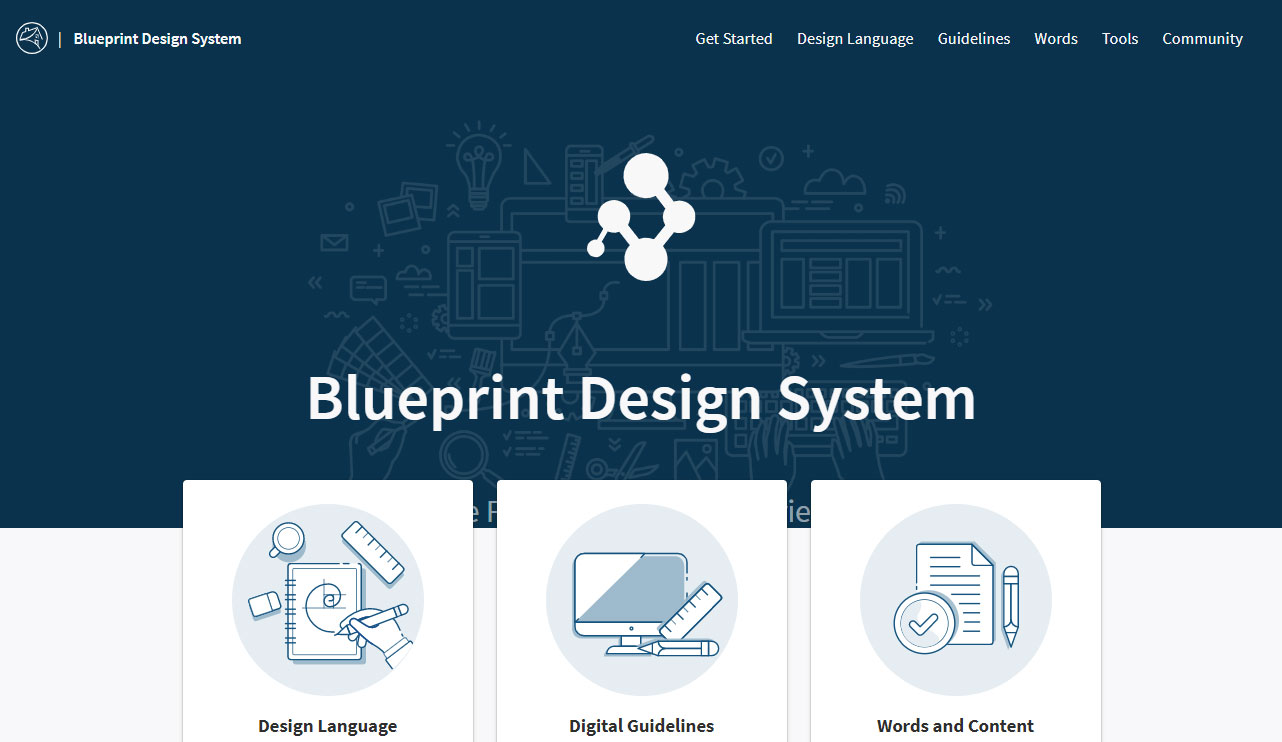 | Blueprint Design System
Get Started Design Language Guidelines Words Tools Community
Blueprint Design System
Design Language
Digital Guidelines
Words and Content